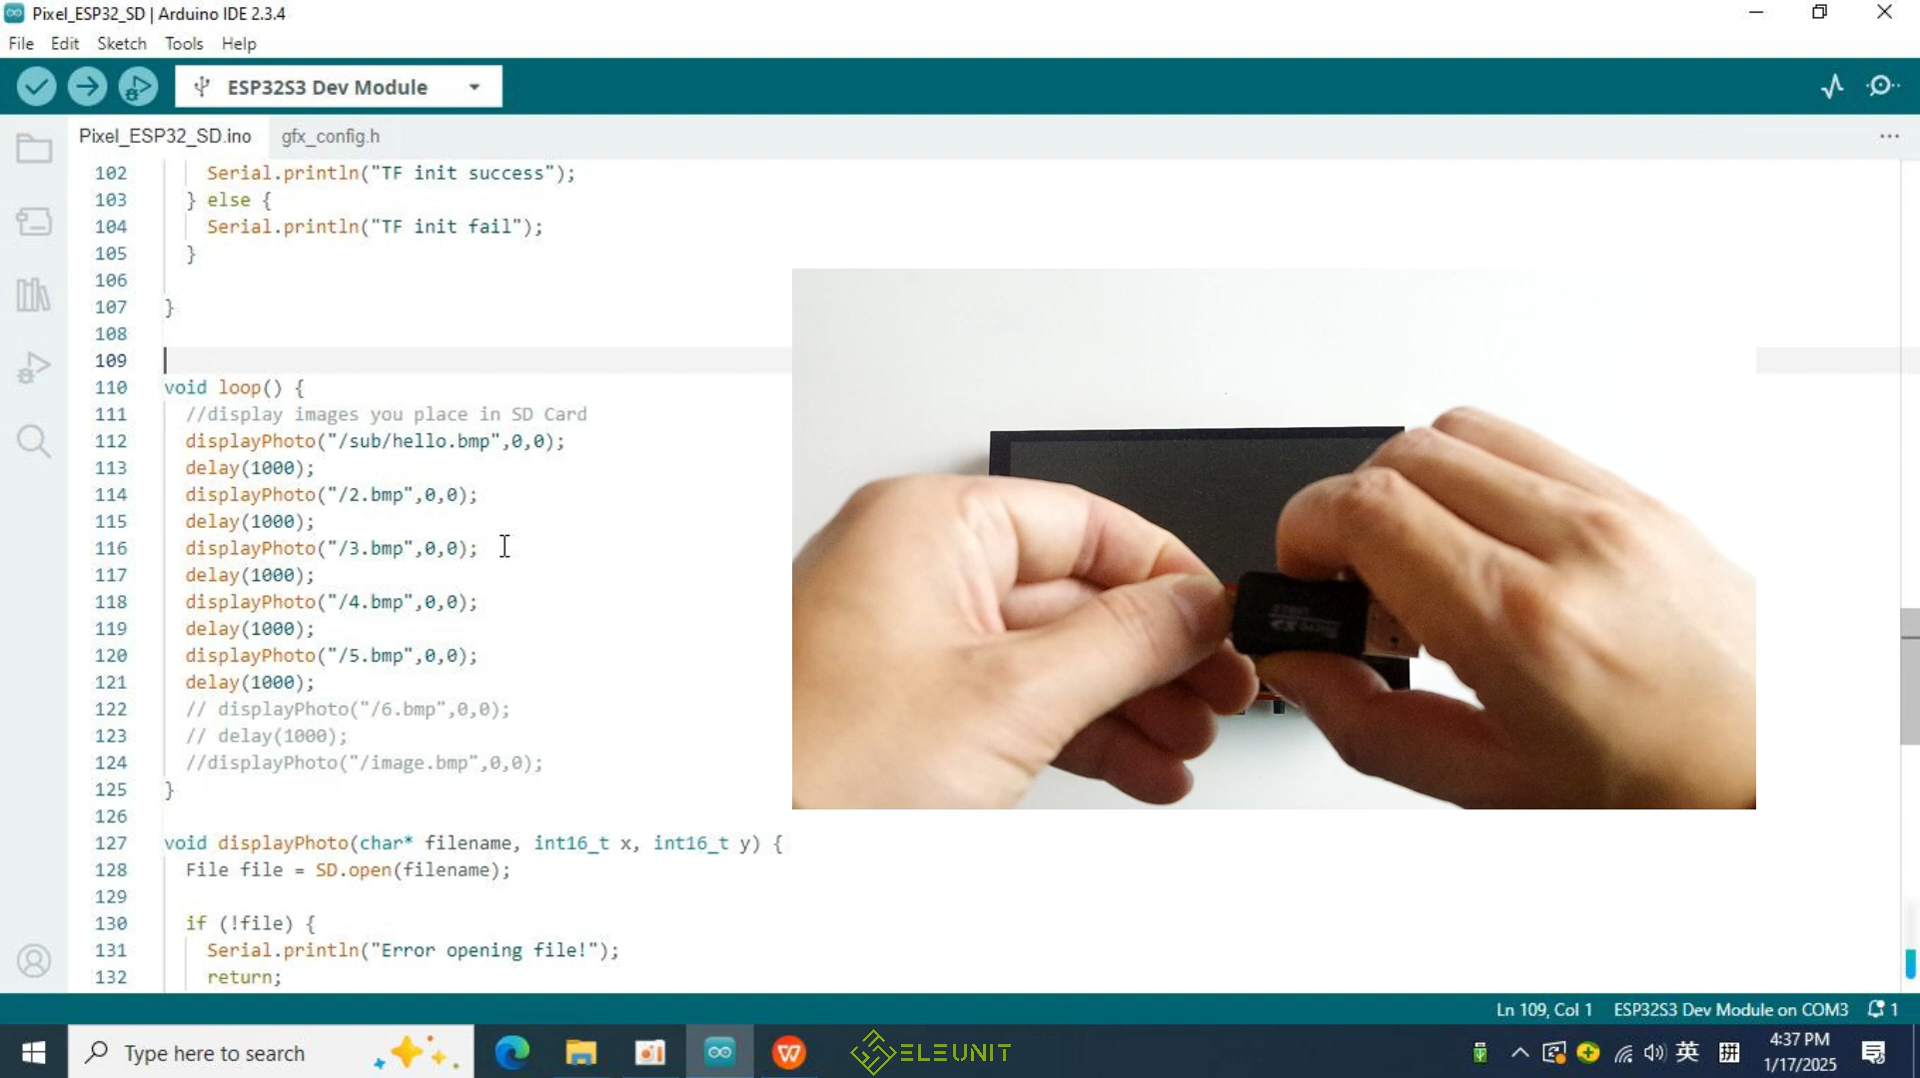 Pixel_ESP32_SD | Arduino IDE 2.3.4
File Edit Sketch Tools Help
ESP32S3 Dev Module
Pixel_ESP32_SD.ino gfx_config.h
102 Serial.println("TF init success");
103 } else {
104 Serial.println("TF init fail");
105 }
106
107 }
108
109
110 void loop() {
111 //display images you place in SD Card
112 displayPhoto("/sub/hello.bmp",0,0);
113 delay(1000);
114 displayPhoto("/2.bmp",0,0);
115 delay(1000);
116 displayPhoto("/3.bmp",0,0);
117 delay(1000);
118 displayPhoto("/4.bmp",0,0);
119 delay(1000);
120 displayPhoto("/5.bmp",0,0);
121 delay(1000);
122 // displayPhoto("/6.bmp",0,0);
123 // delay(1000);
124 //displayPhoto("/image.bmp",0,0);
125 }
126
127 void displayPhoto(char* filename, int16_t x, int16_t y) {
128 File file = SD.open(filename);
129
130 if (!file) {
131 Serial.println("Error opening file!");
132 return;
Ln 109, Col 1 ESP32S3 Dev Module on COM3 1
Type here to search
ELEUNIT
英 拼
4:37 PM
1/17/2025